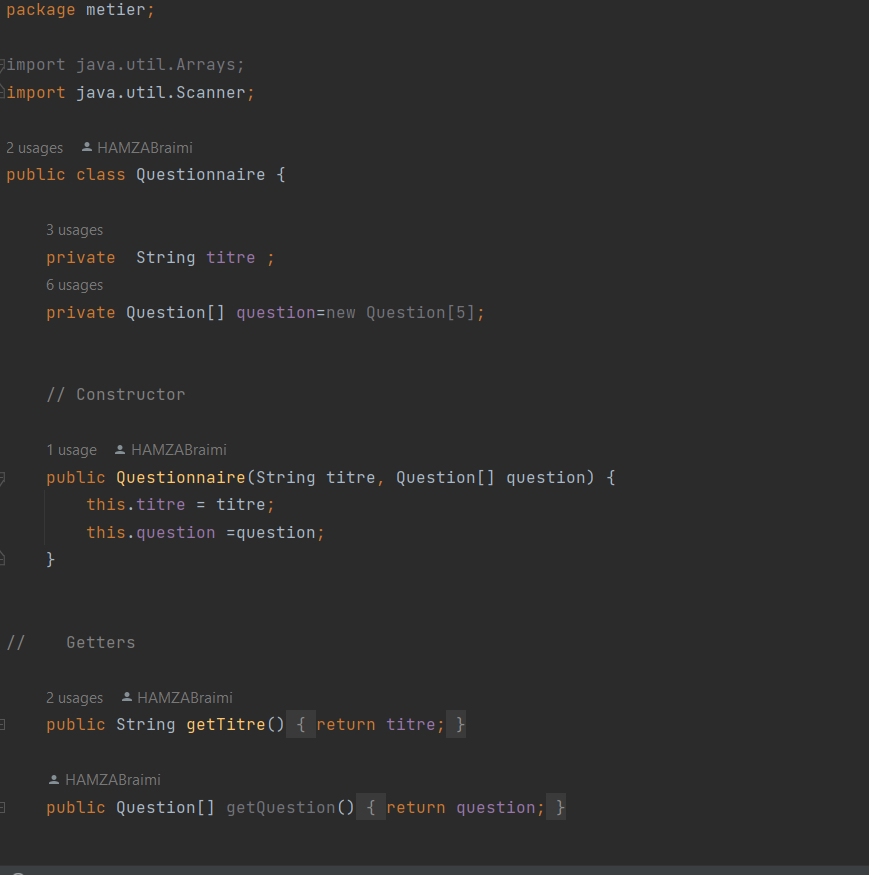 package metier;
import java.util.Arrays;
import java.util.Scanner;
2 usages HAMZABraimi
public class Questionnaire {
3 usages
private  String titre ;
6 usages
private Question[] question=new Question[5];
// Constructor
1 usage HAMZABraimi
public Questionnaire(String titre, Question[] question) {
this.titre = titre;
this.question =question;
}
//    Getters
2 usages HAMZABraimi
public String getTitre() { return titre; }
HAMZABraimi
public Question[] getQuestion() { return question; }